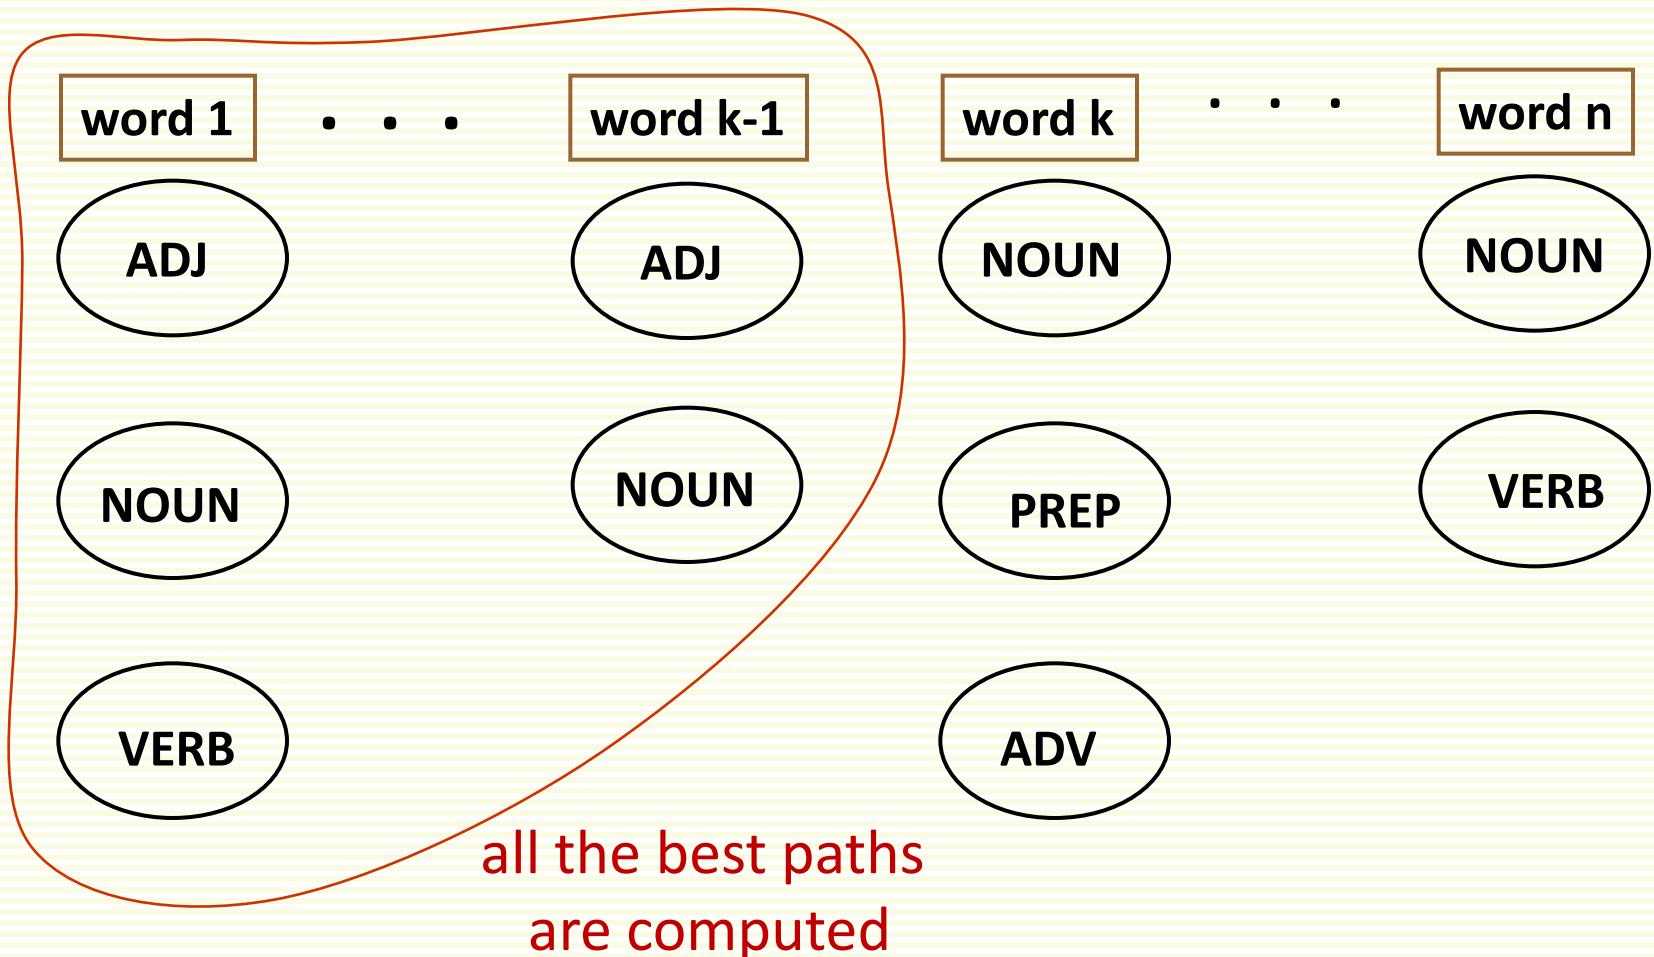 word 1 . . . word k-1 word k . . . word n
ADJ ADJ NOUN NOUN
NOUN NOUN PREP VERB
VERB ADV
all the best paths
are computed